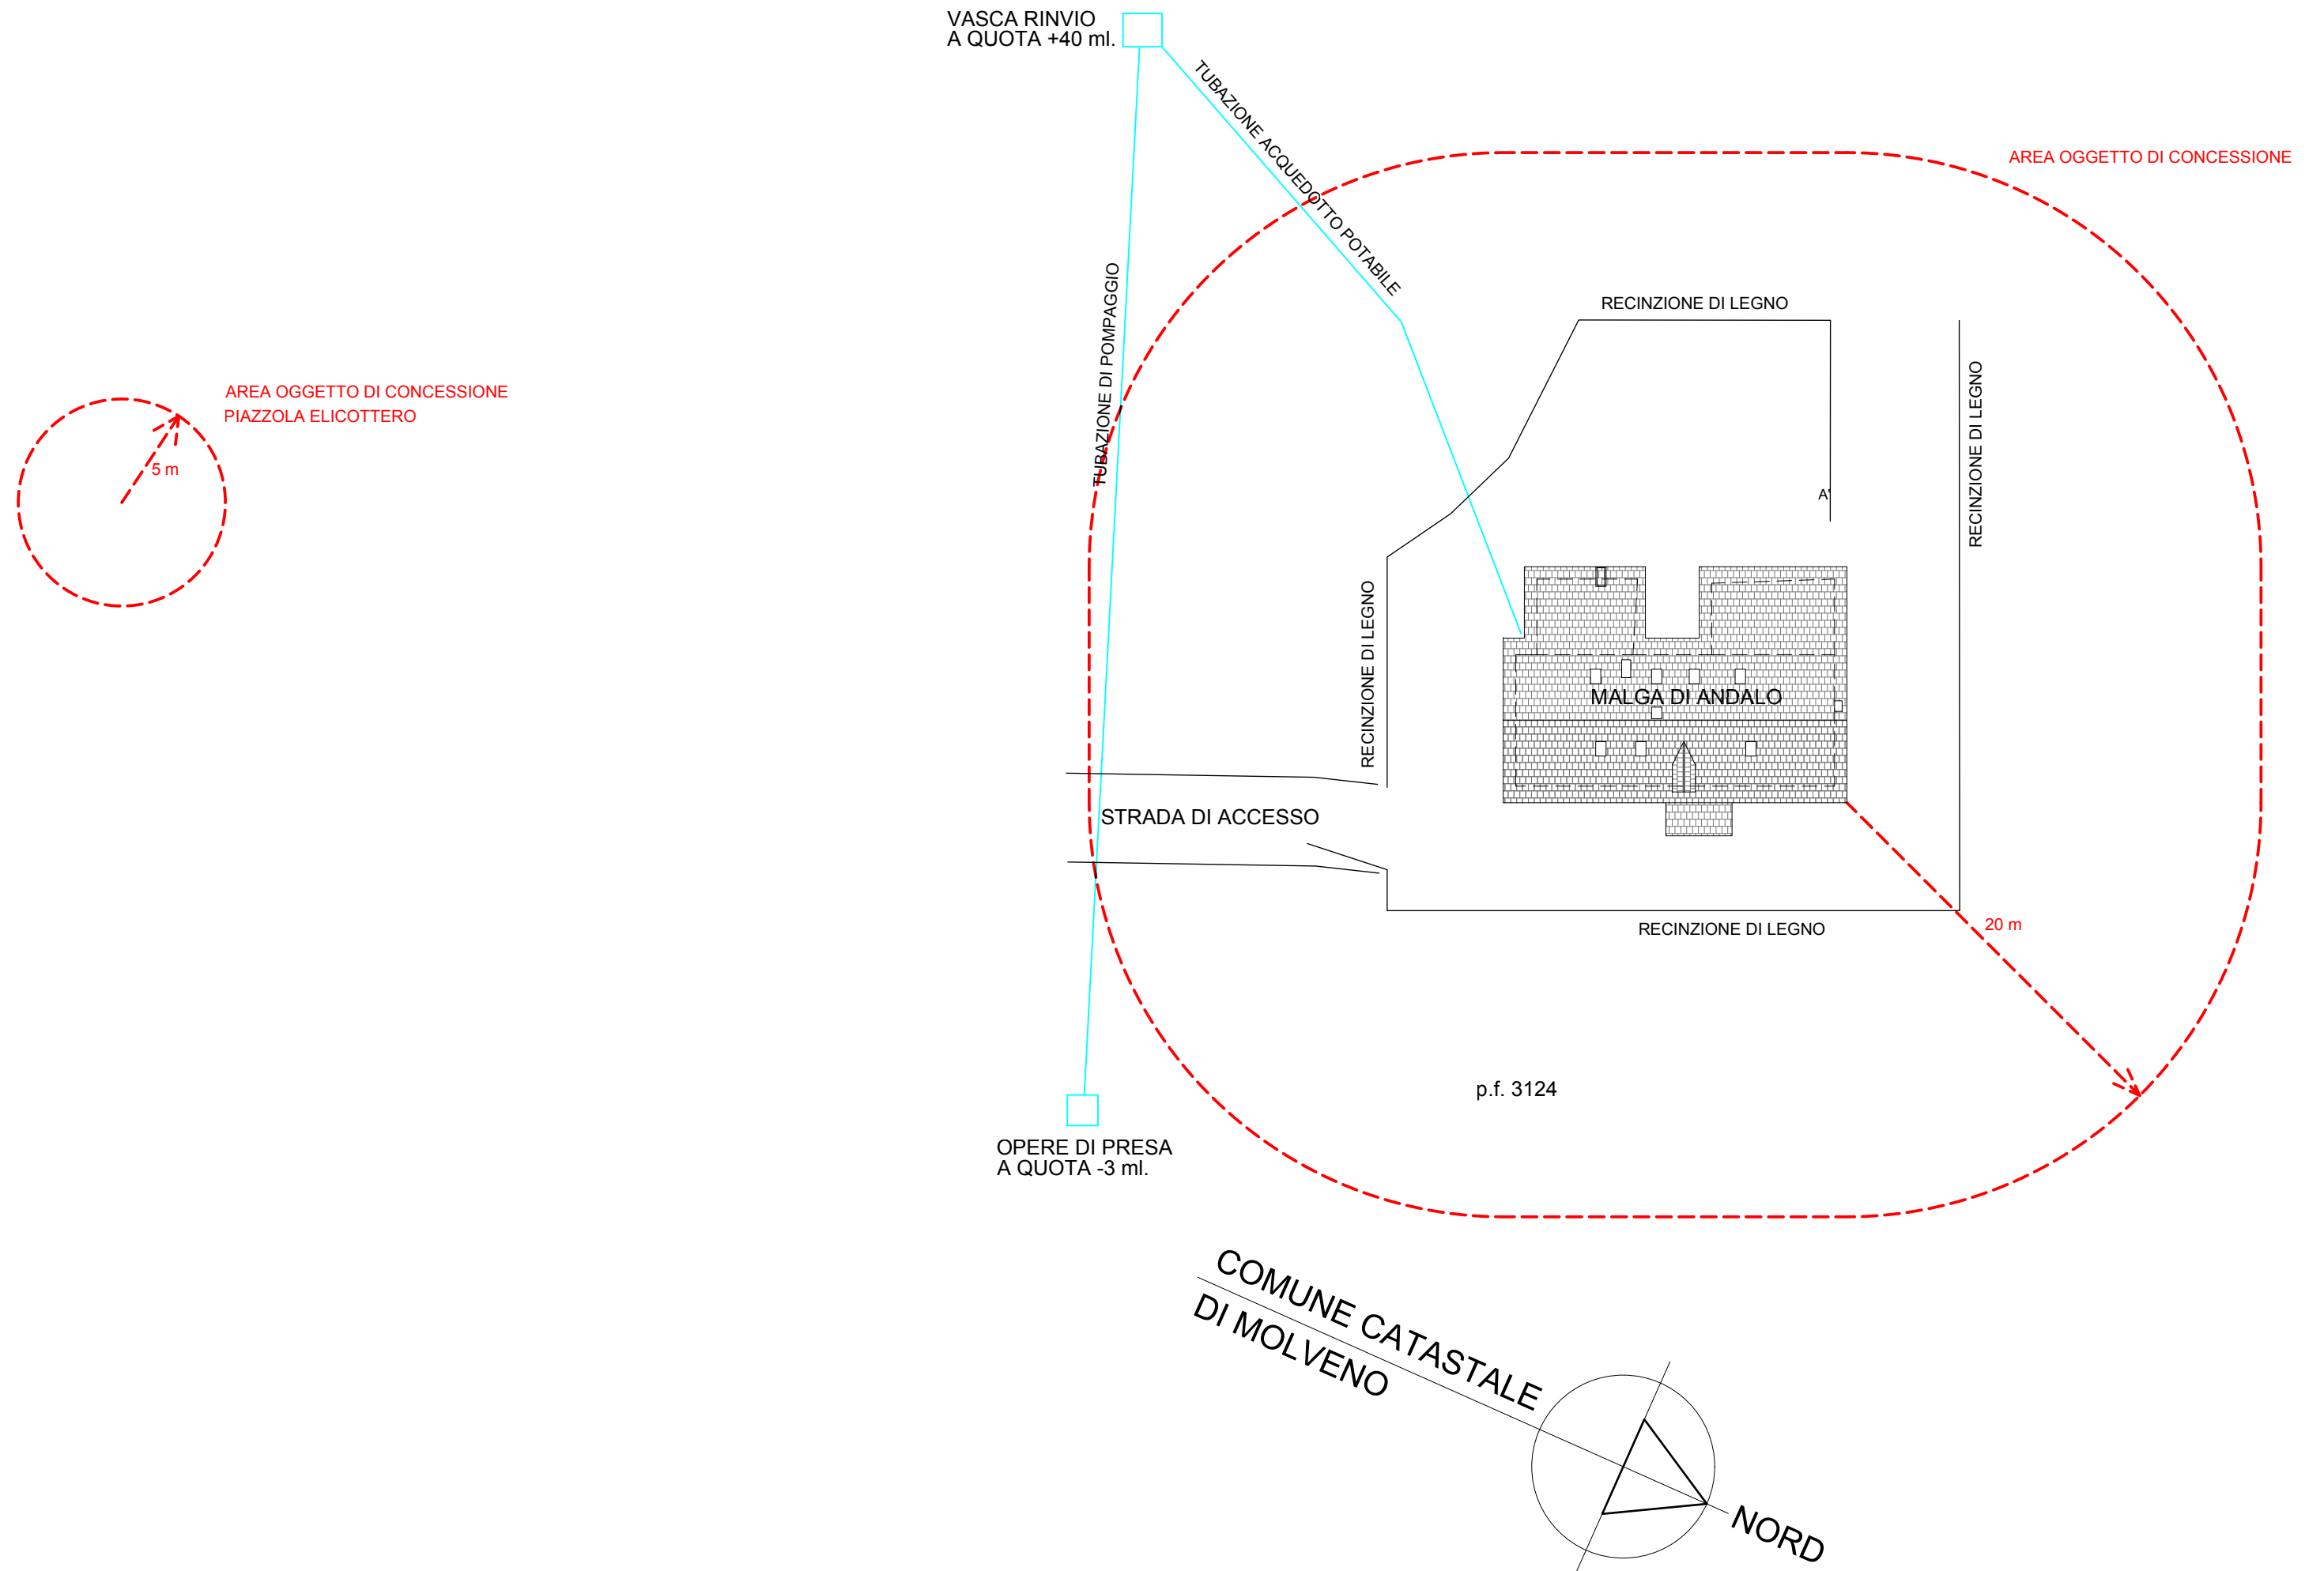 VASCA RINVIO
A QUOTA +40 ml.
TUBAZIONE ACQUEDOTTO POTABILE
AREA OGGETTO DI CONCESSIONE
TUBAZIONE DI POMPAGGIO
RECINZIONE DI LEGNO
RECINZIONE DI LEGNO
AREA OGGETTO DI CONCESSIONE
PIAZZOLA ELICOTTERO
5 m
A'
RECINZIONE DI LEGNO
MALGA DI ANDALO
STRADA DI ACCESSO
20 m
RECINZIONE DI LEGNO
p.f. 3124
OPERE DI PRESA
A QUOTA -3 ml.
COMUNE CATASTALE
DI MOLVENO
NORD